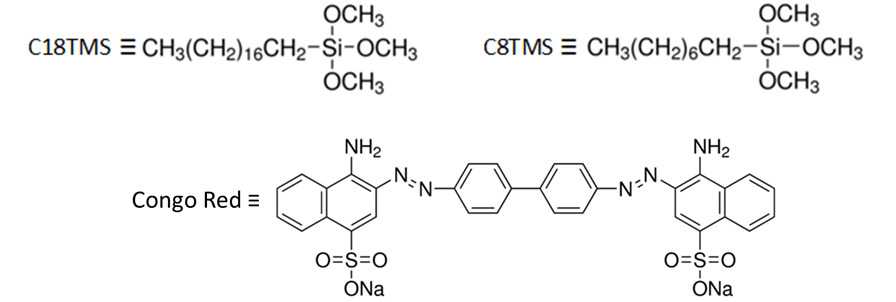 OCH₃ OCH₃
C18TMS ≡ CH₃(CH₂)₁₆CH₂-Si-OCH₃ C8TMS ≡ CH₃(CH₂)₆CH₂-Si-OCH₃
OCH₃ OCH₃
NH₂ NH₂
N=N N=N
Congo Red ≡
O=S=O O=S=O
ONa ONa